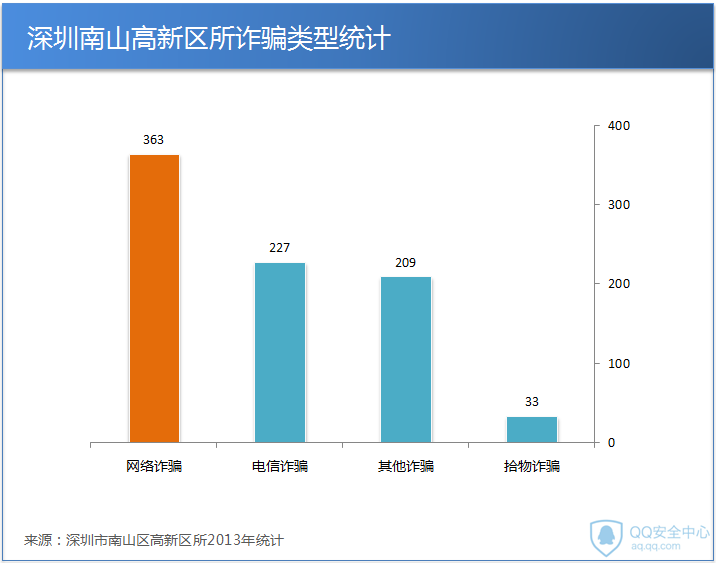 深圳南山高新区所诈骗类型统计
400
363
300
227
209
200
100
33
0
网络诈骗 电信诈骗 其他诈骗 拾物诈骗
来源：深圳市南山区高新区所2013年统计
QQ安全中心
aq.qq.com